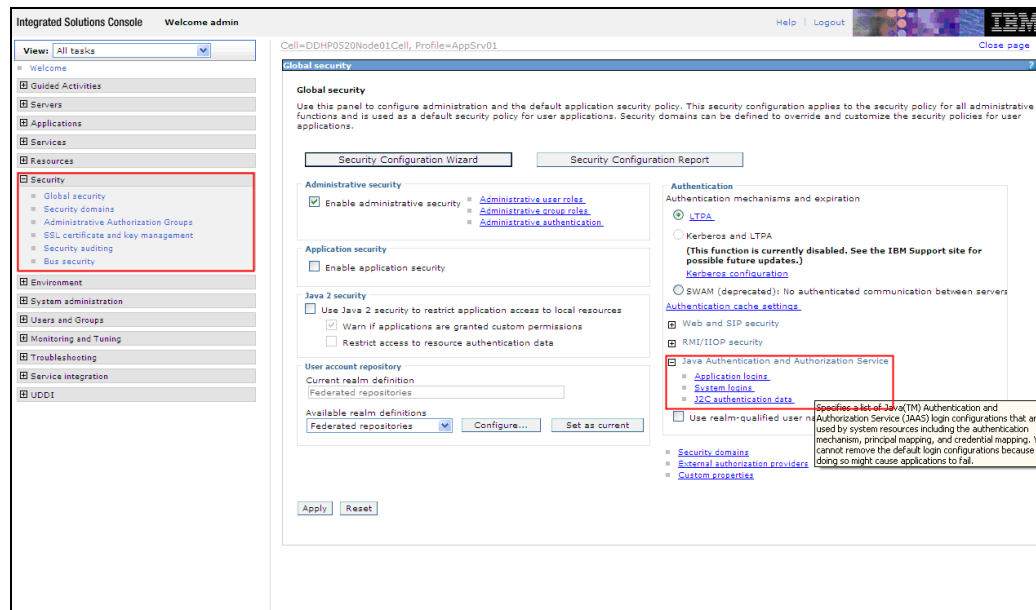 Integrated Solutions Console Welcome admin
Help | Logout
IBM
View: All tasks
Welcome
Guided Activities
Servers
Applications
Services
Resources
Security
Global security
Security domains
Administrative Authorization Groups
SSL certificate and key management
Security auditing
Bus security
Environment
System administration
Users and Groups
Monitoring and Tuning
Troubleshooting
Service integration
UDDI
Cell=DDHP0520Node01Cell, Profile=AppSrv01
Close page
Global security
?
Global security
Use this panel to configure administration and the default application security policy. This security configuration applies to the security policy for all administrative
functions and is used as a default security policy for user applications. Security domains can be defined to override and customize the security policies for user
applications.
Security Configuration Wizard
Security Configuration Report
Administrative security
Enable administrative security
Administrative user roles
Administrative group roles
Administrative authentication
Application security
Enable application security
Java 2 security
Use Java 2 security to restrict application access to local resources
Warn if applications are granted custom permissions
Restrict access to resource authentication data
User account repository
Current realm definition
Federated repositories
Available realm definitions
Federated repositories
Configure...
Set as current
Apply
Reset
Authentication
Authentication mechanisms and expiration
LTPA
Kerberos and LTPA
(This function is currently disabled. See the IBM Support site for
possible future updates.)
Kerberos configuration
SWAM (deprecated): No authenticated communication between servers
Authentication cache settings
Web and SIP security
RMI/IIOP security
Java Authentication and Authorization Service
Application logins
System logins
J2C authentication data
Use realm-qualified user
Specifies a list of Java(TM) Authentication and
Authorization Service (JAAS) login configurations that
used by system resources including the authentication
mechanism, principal mapping, and credential mapping.
cannot remove the default login configurations because
doing so might cause applications to fail.
Security domains
External authorization providers
Custom properties